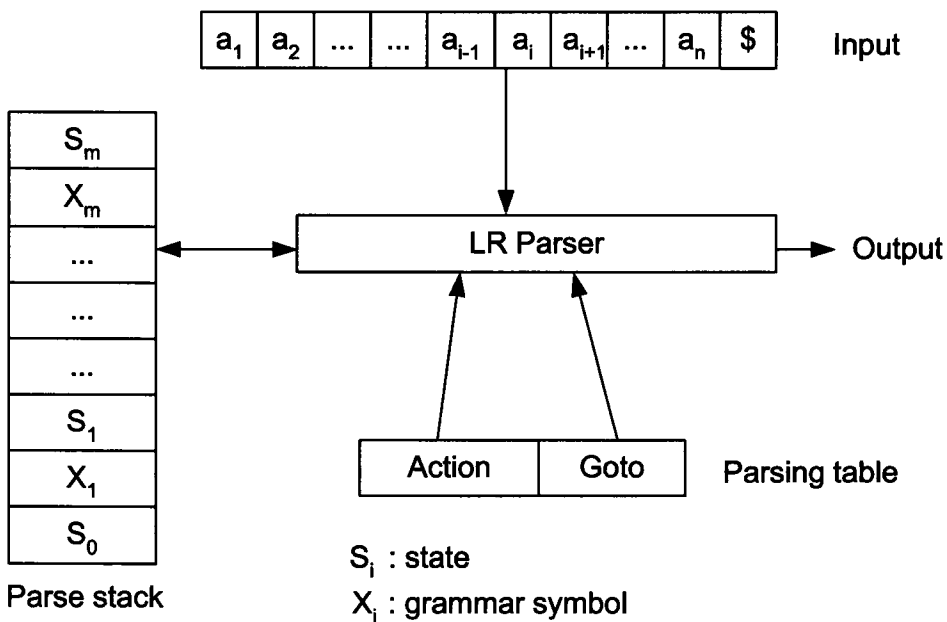 a₁ a₂ ... ... aᵢ₋₁ aᵢ aᵢ₊₁ ... aₙ $ Input
Sₘ
Xₘ
...
...
...
S₁
X₁
S₀
Parse stack
LR Parser
Output
Action Goto Parsing table
Sᵢ : state
Xᵢ : grammar symbol